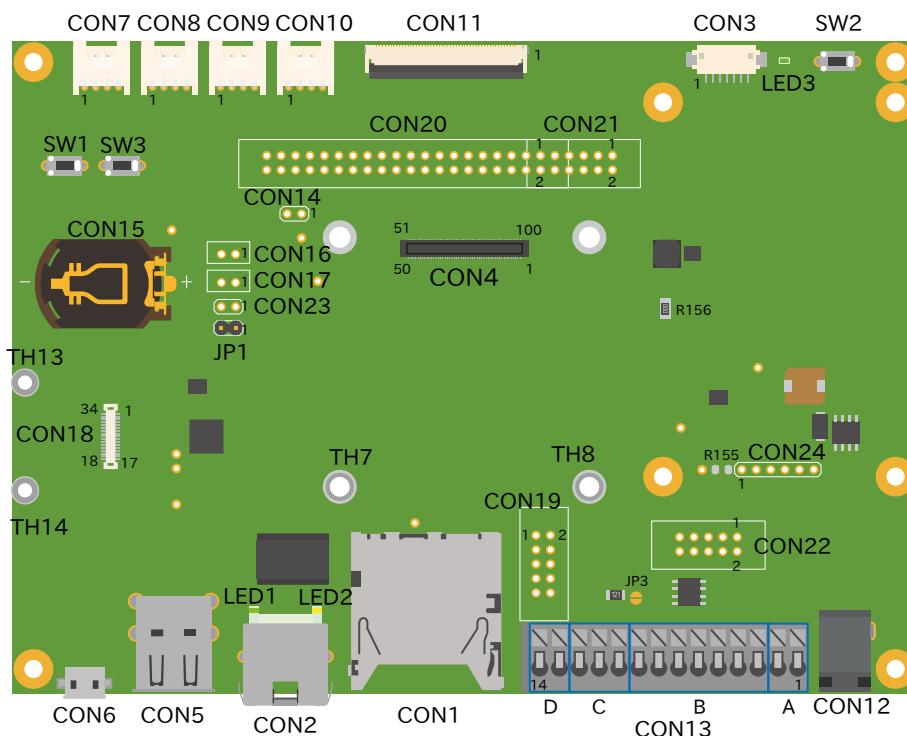 CON7 CON8 CON9 CON10 CON11 CON3 SW2
1 1 1 1 1 1
LED3
CON20 CON21
SW1 SW3 1 1
2 2
CON14 1
CON15 51 100
1 CON16
50 1
- + 1 CON17 CON4
CON23
R156
1
JP1
TH13
34 1
CON18
18 17
TH7 TH8 R155 CON24
1
TH14 CON19
1 2 1
CON22
2
JP3
LED1 LED2 121
14 1
CON6 CON5 CON2 CON1 D C B A CON12
CON13